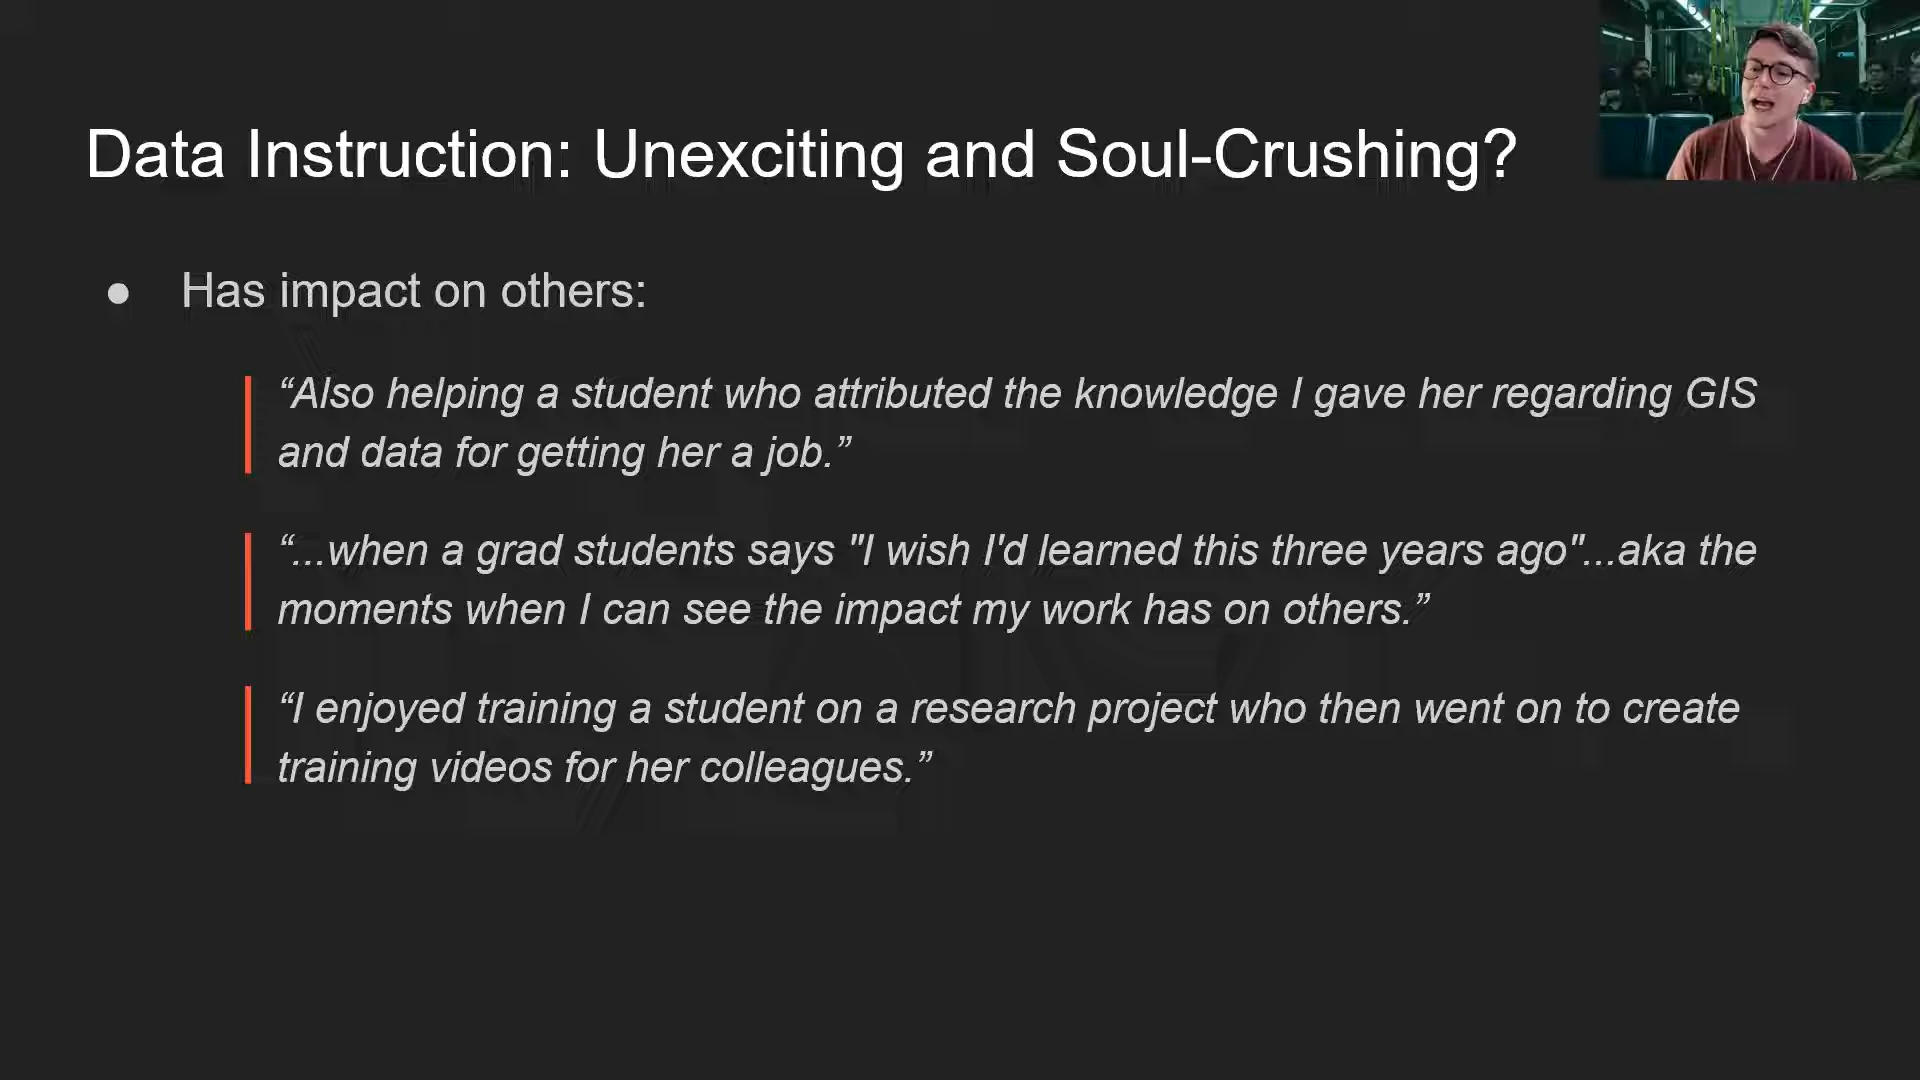 Data Instruction: Unexciting and Soul-Crushing?
● Has impact on others:
“Also helping a student who attributed the knowledge I gave her regarding GIS
and data for getting her a job.”
“...when a grad students says "I wish I'd learned this three years ago"...aka the
moments when I can see the impact my work has on others.”
“I enjoyed training a student on a research project who then went on to create
training videos for her colleagues.”